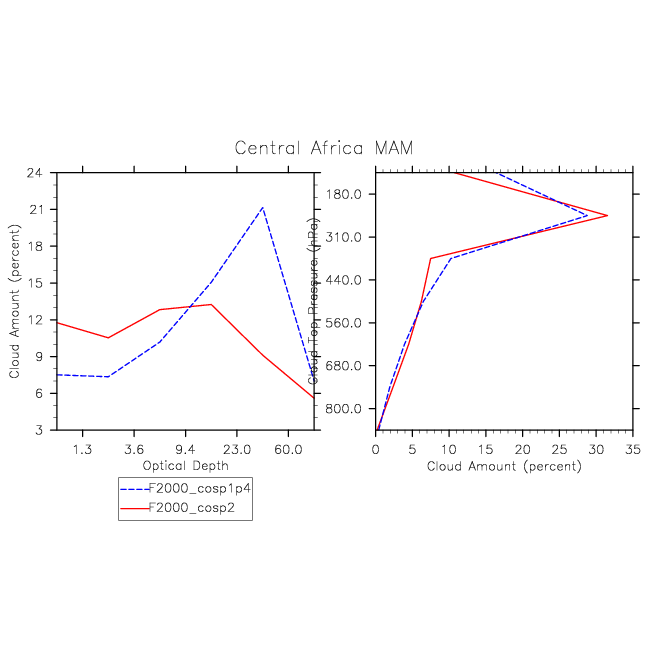 Central Africa MAM
Cloud Amount (percent)
24
21
18
15
12
9
6
3
1.3 3.6 9.4 23.0 60.0
Optical Depth
Cloud Top Pressure (hPa)
180.0
310.0
440.0
560.0
680.0
800.0
0 5 10 15 20 25 30 35
Cloud Amount (percent)
F2000_cosp1p4
F2000_cosp2